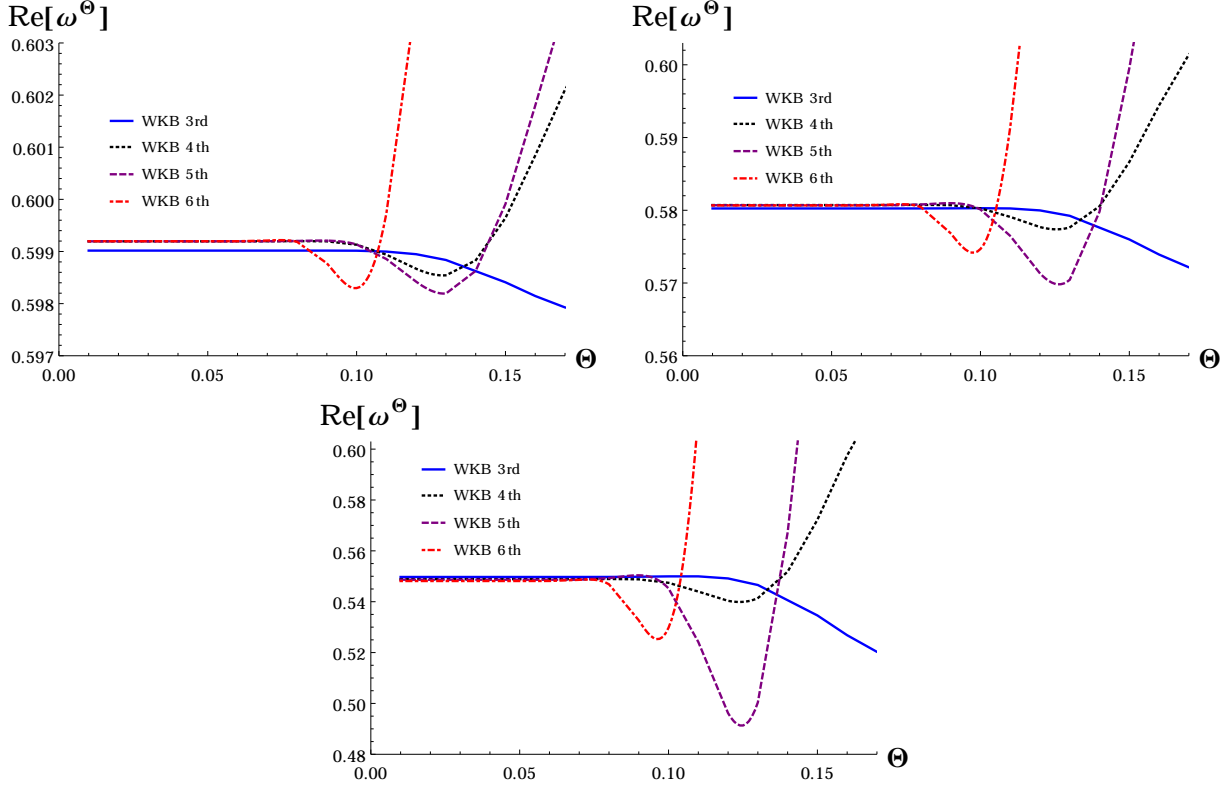 Re[ω^Θ]
0.603
0.602
0.601
0.600
0.599
0.598
0.597
WKB 3rd
WKB 4th
WKB 5th
WKB 6th
0.00 0.05 0.10 0.15
Θ
Re[ω^Θ]
0.60
0.59
0.58
0.57
0.56
WKB 3rd
WKB 4th
WKB 5th
WKB 6th
0.00 0.05 0.10 0.15
Θ
Re[ω^Θ]
0.60
0.58
0.56
0.54
0.52
0.50
0.48
WKB 3rd
WKB 4th
WKB 5th
WKB 6th
0.00 0.05 0.10 0.15
Θ